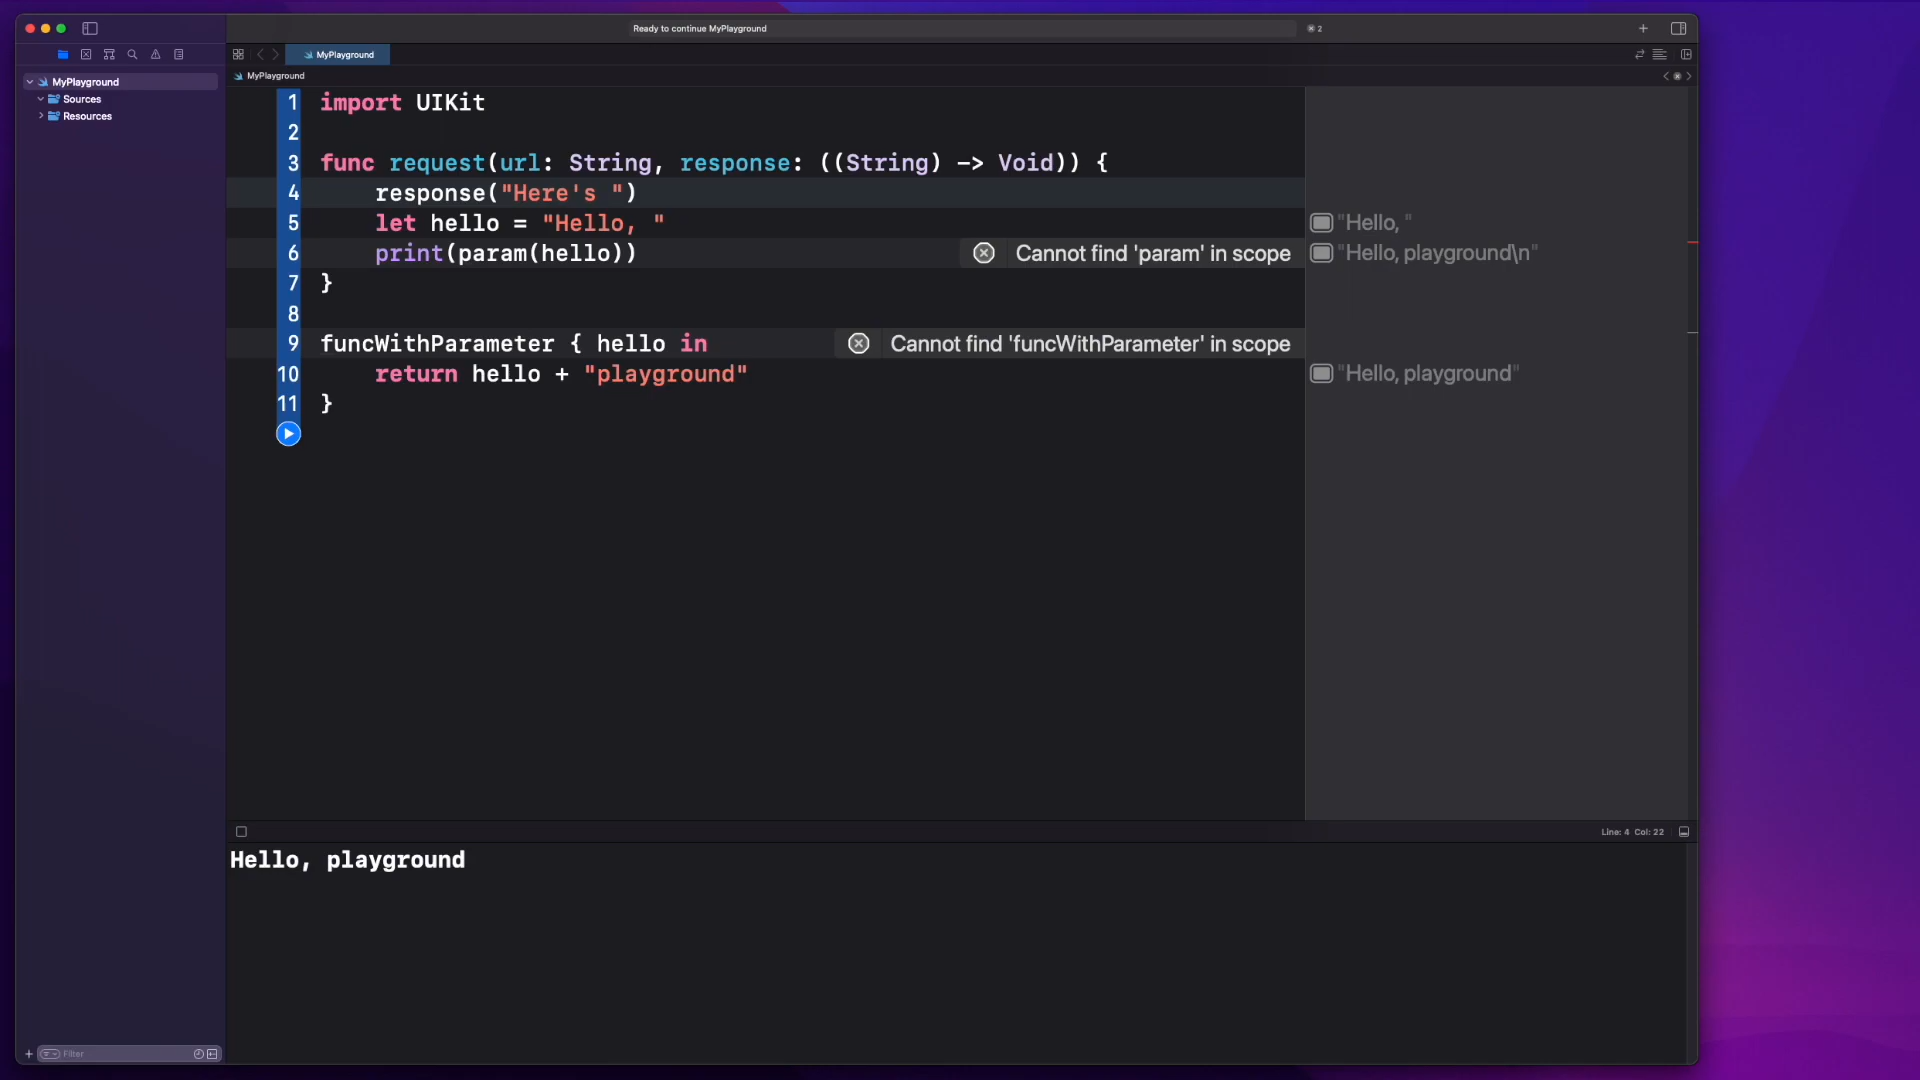 Ready to continue MyPlayground
2
MyPlayground
MyPlayground
MyPlayground
Sources
Resources
1 import UIKit
2
3 func request(url: String, response: ((String) -> Void)) {
4 response("Here's ")
5 let hello = "Hello, "
"Hello, "
6 print(param(hello))
Cannot find 'param' in scope
"Hello, playground\n"
7 }
8
9 funcWithParameter { hello in
Cannot find 'funcWithParameter' in scope
10 return hello + "playground"
"Hello, playground"
11 }
Line: 4 Col: 22
Hello, playground
Filter